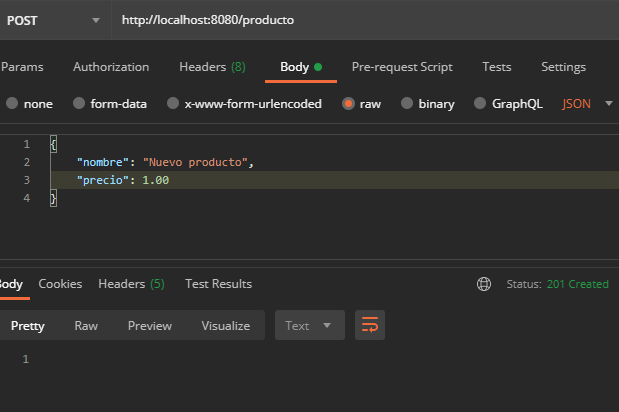 POST http://localhost:8080/producto
Params Authorization Headers (8) Body Pre-request Script Tests Settings
none form-data x-www-form-urlencoded raw binary GraphQL JSON
1 {
2 "nombre": "Nuevo producto",
3 "precio": 1.00
4 }
Body Cookies Headers (5) Test Results Status: 201 Created
Pretty Raw Preview Visualize Text
1